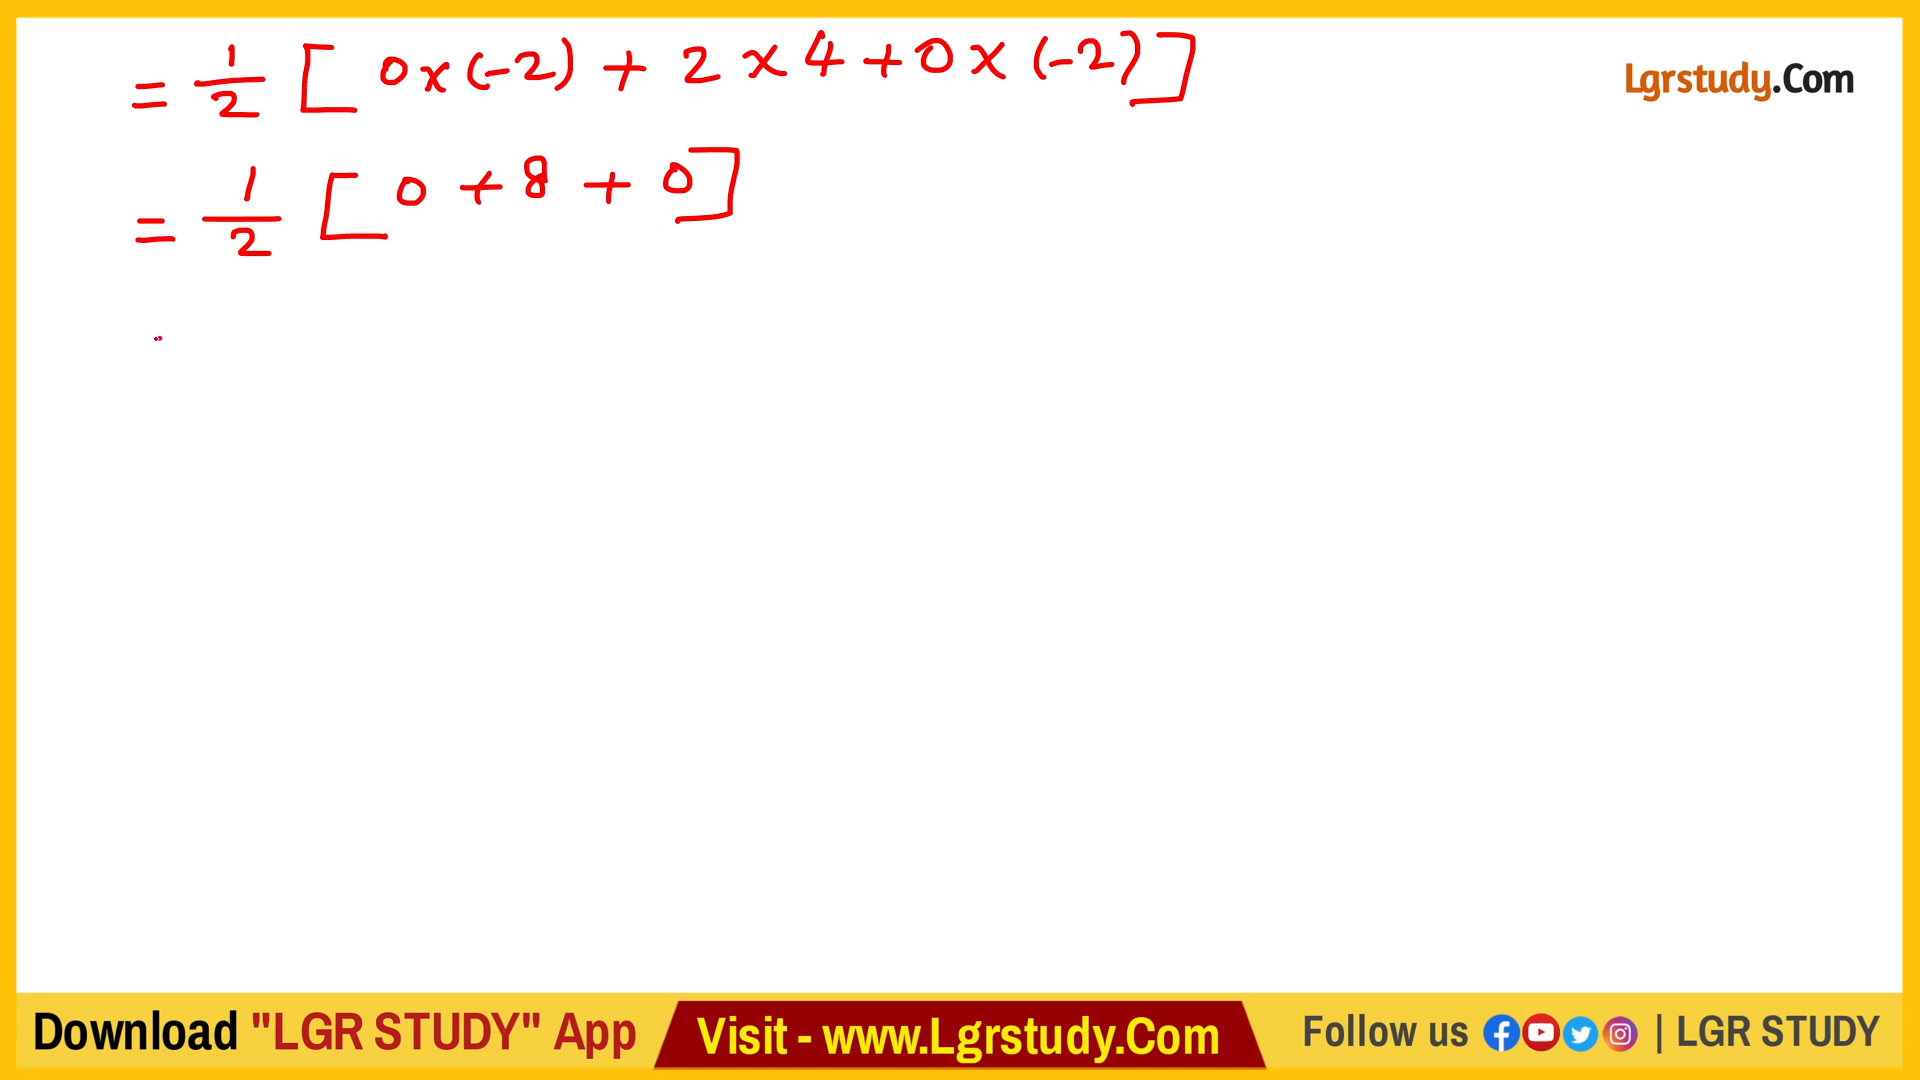 = 1/2 [ 0x(-2) + 2 x 4 + 0 x (-2) ]
Lgrstudy.Com
= 1/2 [ 0 + 8 + 0 ]
Download "LGR STUDY" App
Visit - www.Lgrstudy.Com
Follow us | LGR STUDY